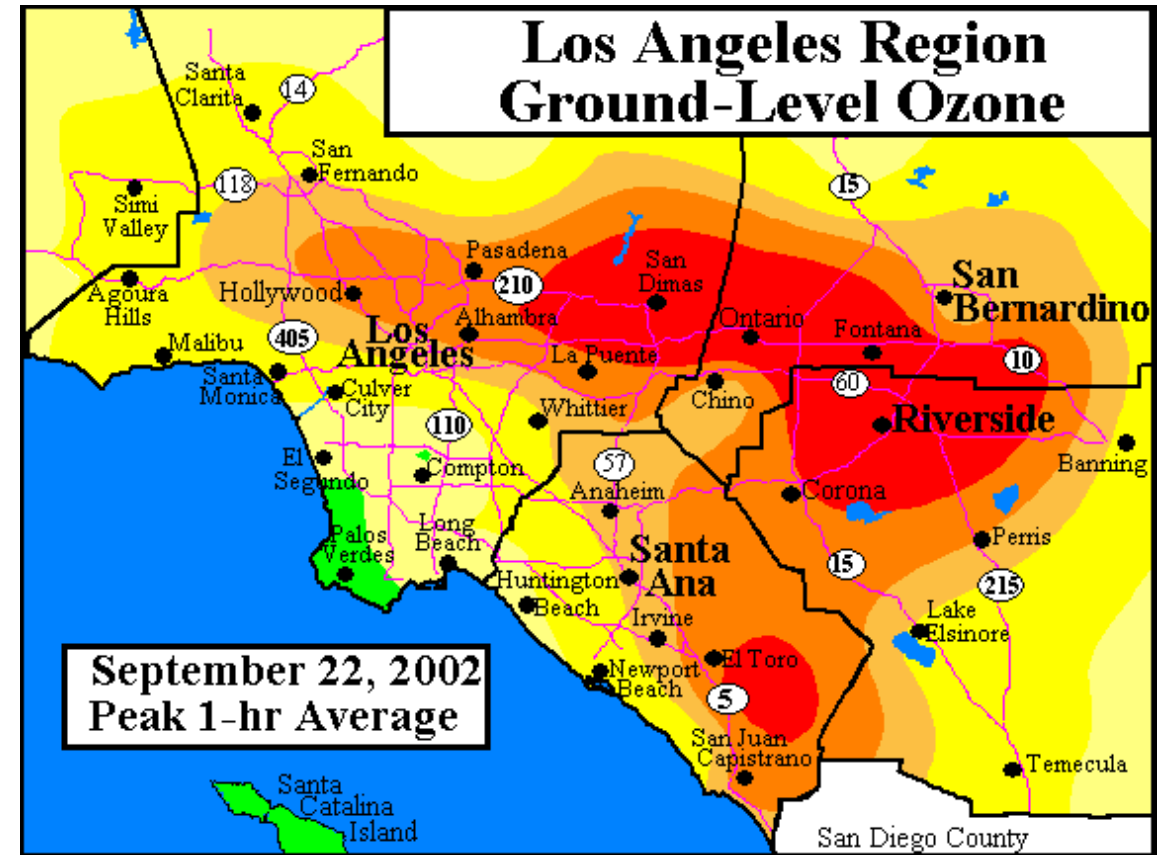 Los Angeles Region
Ground-Level Ozone
Santa
Clarita
14
San
Fernando
118
15
Simi
Valley
Pasadena
San
Dimas
210
San
Bernardino
Agoura
Hills
Hollywood
Alhambra
Ontario
Fontana
Los
Angeles
405
Malibu
La Puente
10
Santa
Monica
Culver
City
60
Chino
Whittier
110
Riverside
El
Segundo
Compton
57
Anaheim
Banning
Corona
Palos
Verdes
Long
Beach
Santa
Ana
Perris
15
215
Huntington
Beach
Irvine
Lake
Elsinore
El Toro
Newport
Beach
5
September 22, 2002
Peak 1-hr Average
San Juan
Capistrano
Temecula
Santa
Catalina
Island
San Diego County